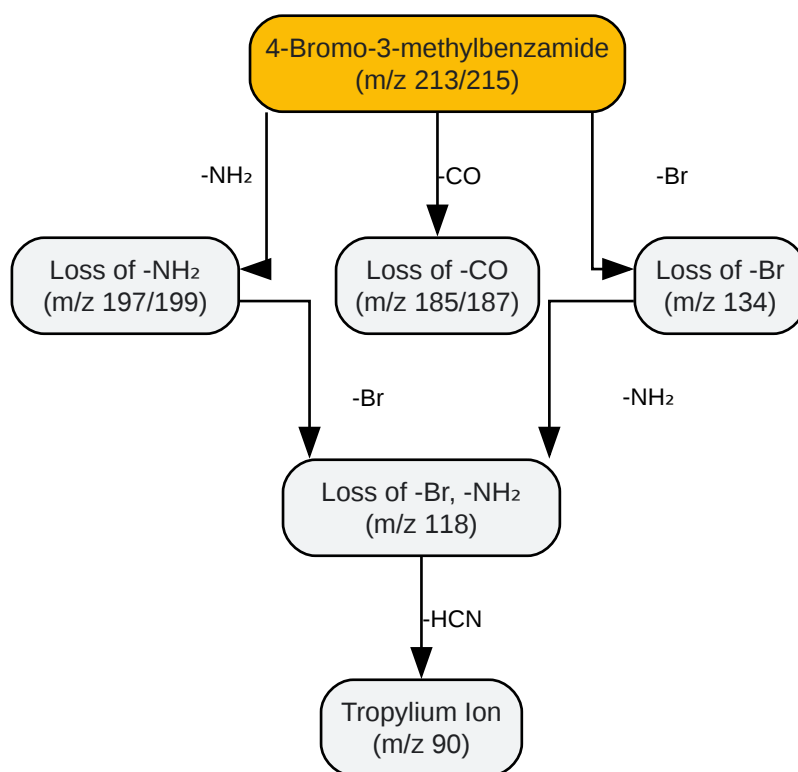 4-Bromo-3-methylbenzamide
(m/z 213/215)
-NH₂
-CO
-Br
Loss of -NH₂
(m/z 197/199)
Loss of -CO
(m/z 185/187)
Loss of -Br
(m/z 134)
-Br
-NH₂
Loss of -Br, -NH₂
(m/z 118)
-HCN
Tropylium Ion
(m/z 90)